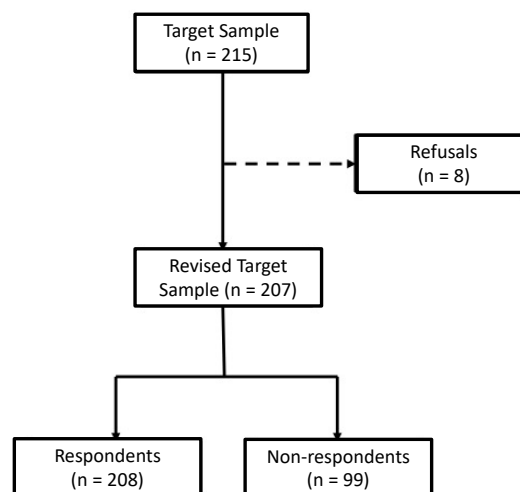 Target Sample
(n = 215)
Refusals
(n = 8)
Revised Target
Sample (n = 207)
Respondents
(n = 208)
Non-respondents
(n = 99)